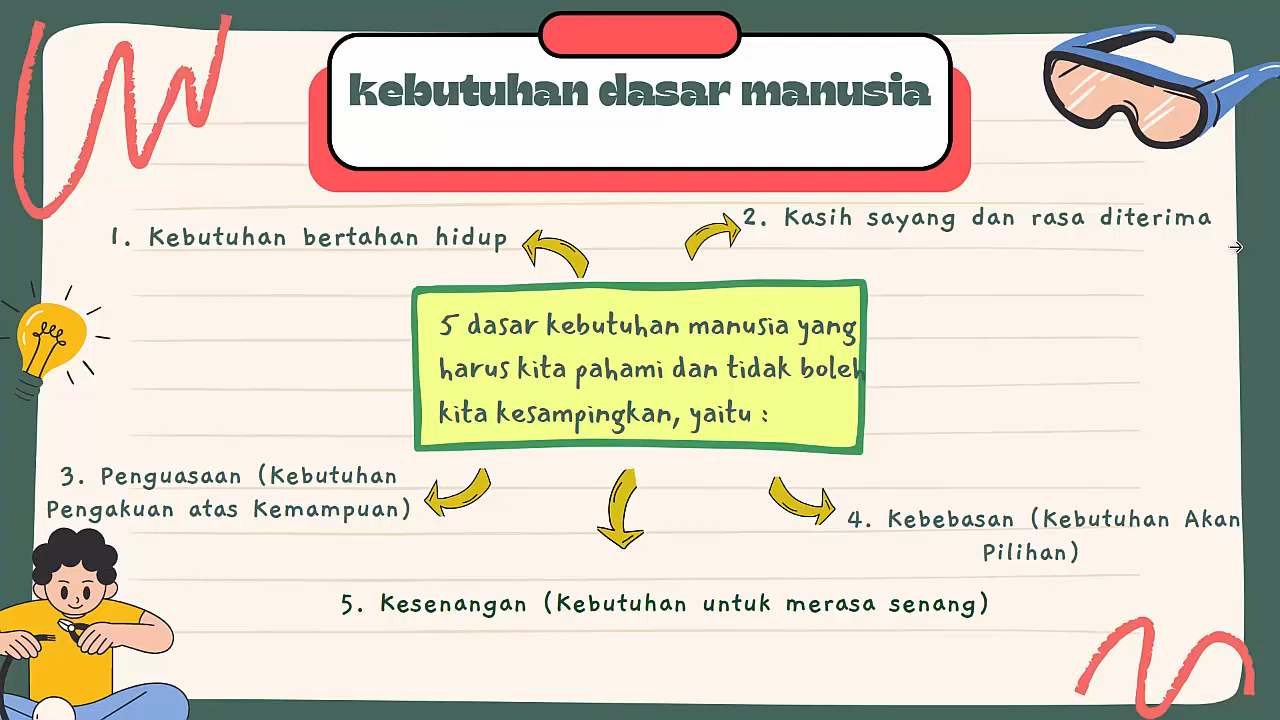 kebutuhan dasar manusia
1. Kebutuhan bertahan hidup
2. Kasih sayang dan rasa diterima
5 dasar kebutuhan manusia yang
harus kita pahami dan tidak boleh
kita kesampingkan, yaitu :
3. Penguasaan (Kebutuhan
Pengakuan atas Kemampuan)
4. Kebebasan (Kebutuhan Akan
Pilihan)
5. Kesenangan (Kebutuhan untuk merasa senang)